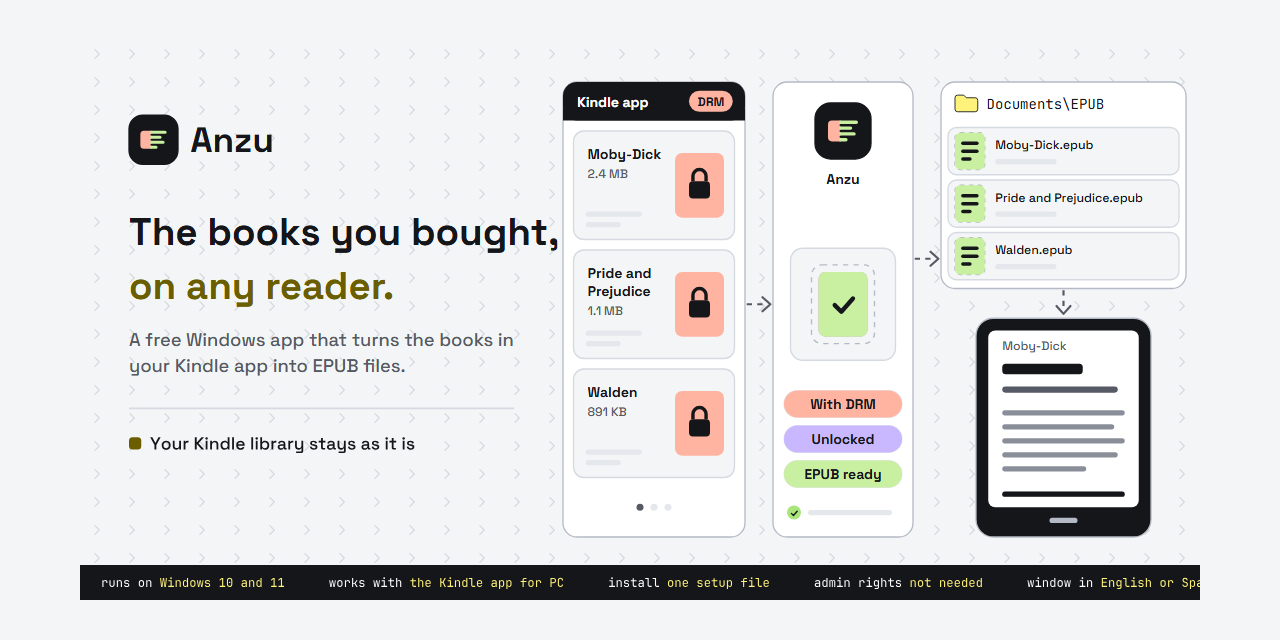 Anzu
The books you bought,
on any reader.
A free Windows app that turns the books in
your Kindle app into EPUB files.
Your Kindle library stays as it is
Kindle app
DRM
Moby-Dick
2.4 MB
Pride and
Prejudice
1.1 MB
Walden
891 KB
Anzu
With DRM
Unlocked
EPUB ready
Documents\EPUB
Moby-Dick.epub
Pride and Prejudice.epub
Walden.epub
Moby-Dick
runs on Windows 10 and 11 works with the Kindle app for PC install one setup file admin rights not needed window in English or